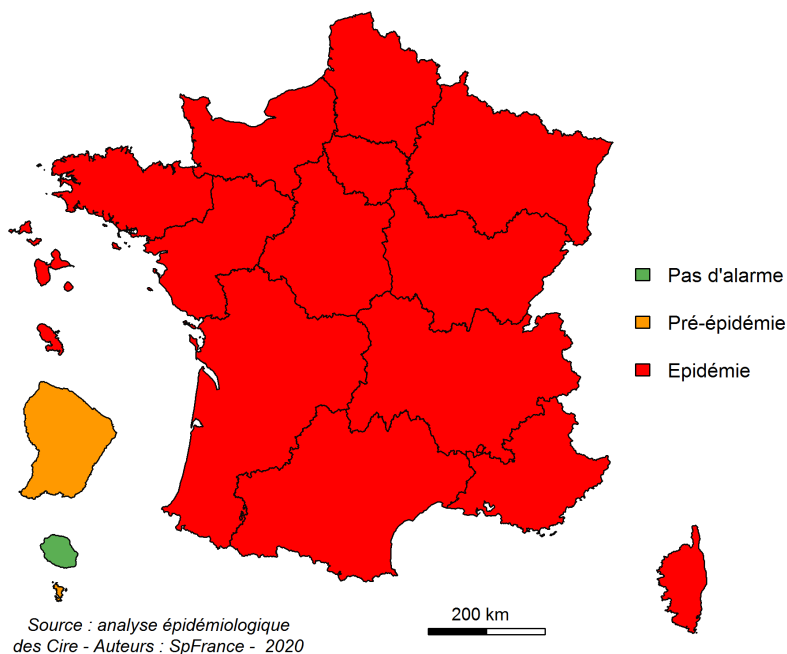 Pas d'alarme
Pré-épidémie
Epidémie
200 km
Source : analyse épidémiologique
des Cire - Auteurs : SpFrance - 2020